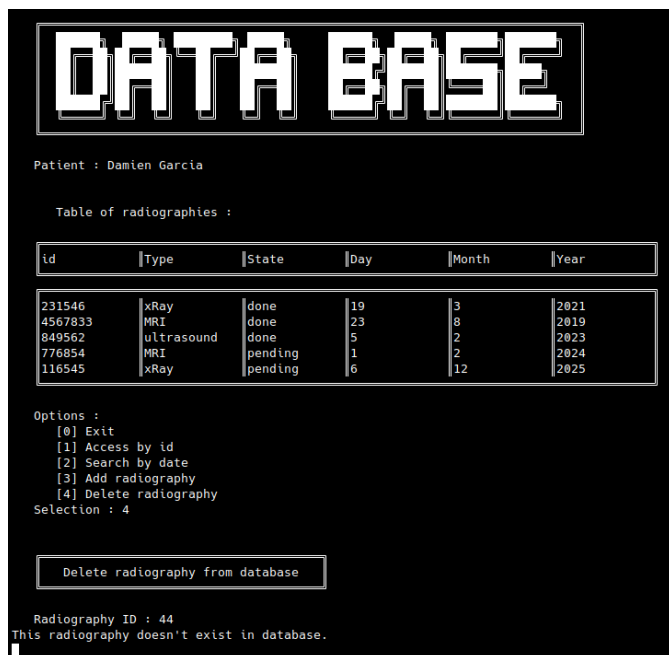 DATA BASE
Patient : Damien Garcia
Table of radiographies :
id Type State Day Month Year
231546 xRay done 19 3 2021
4567833 MRI done 23 8 2019
849562 ultrasound done 5 2 2023
776854 MRI pending 1 2 2024
116545 xRay pending 6 12 2025
Options :
[0] Exit
[1] Access by id
[2] Search by date
[3] Add radiography
[4] Delete radiography
Selection : 4
Delete radiography from database
Radiography ID : 44
This radiography doesn't exist in database.